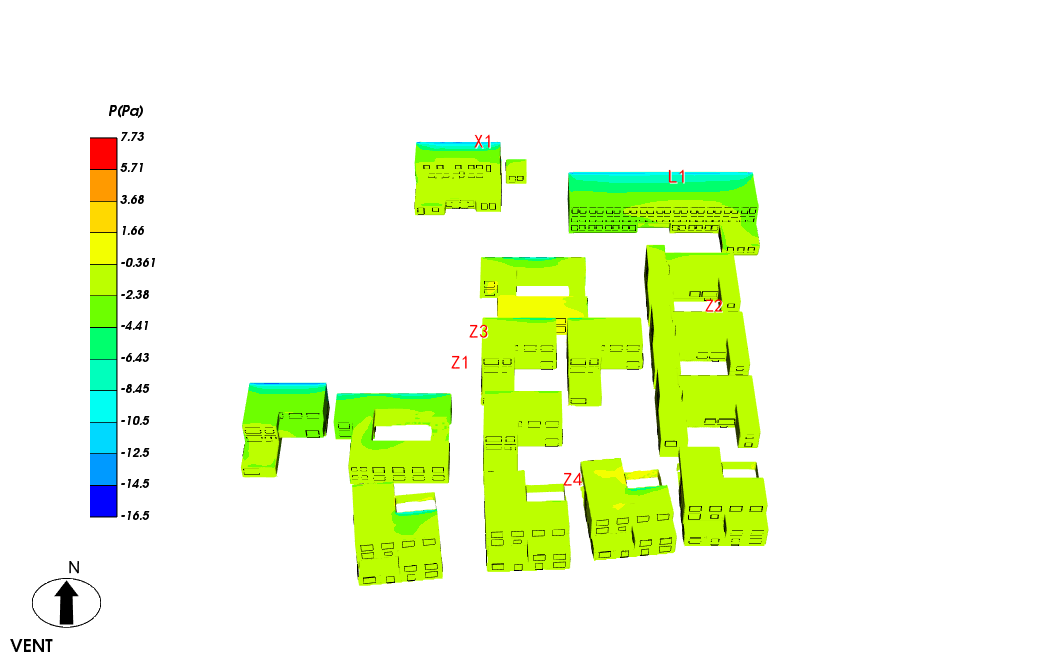 P(Pa)
7.73
5.71
3.68
1.66
-0.361
-2.38
-4.41
-6.43
-8.45
-10.5
-12.5
-14.5
-16.5
X1
L1
Z2
Z3
Z1
Z4
N
VENT